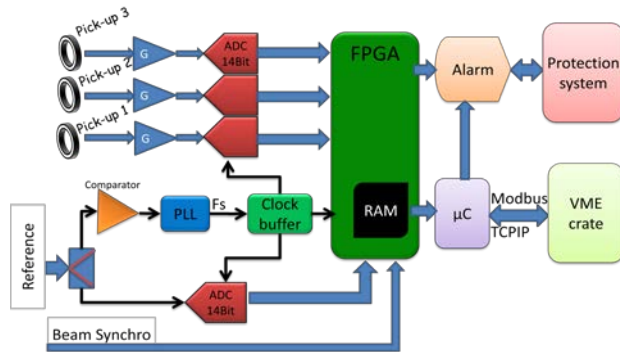 Pick-up 3
Pick-up 2
Pick-up 1
G
G
G
ADC
14Bit
FPGA
RAM
Alarm
Protection
system
Comparator
PLL
Fs
Clock
buffer
µC
Modbus
TCPIP
VME
crate
Reference
ADC
14Bit
Beam Synchro